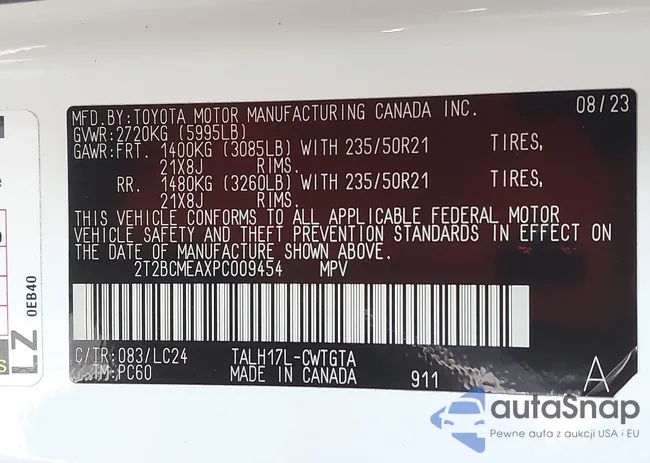 MFD.BY:TOYOTA MOTOR MANUFACTURING CANADA INC. 08/23
GVWR:2720KG (5995LB)
GAWR:FRT. 1400KG (3085LB) WITH 235/50R21 TIRES,
21X8J RIMS.
RR. 1480KG (3260LB) WITH 235/50R21 TIRES,
21X8J RIMS.
THIS VEHICLE CONFORMS TO ALL APPLICABLE FEDERAL MOTOR
VEHICLE SAFETY AND THEFT PREVENTION STANDARDS IN EFFECT ON
THE DATE OF MANUFACTURE SHOWN ABOVE.
2T2BCMEAXPC009454 MPV
C/TR:083/LC24 TALH17L-CWTGTA
TM:PC60 MADE IN CANADA 911 A
LZ 0EB40
autaSnap
Pewne auta z aukcji USA i EU